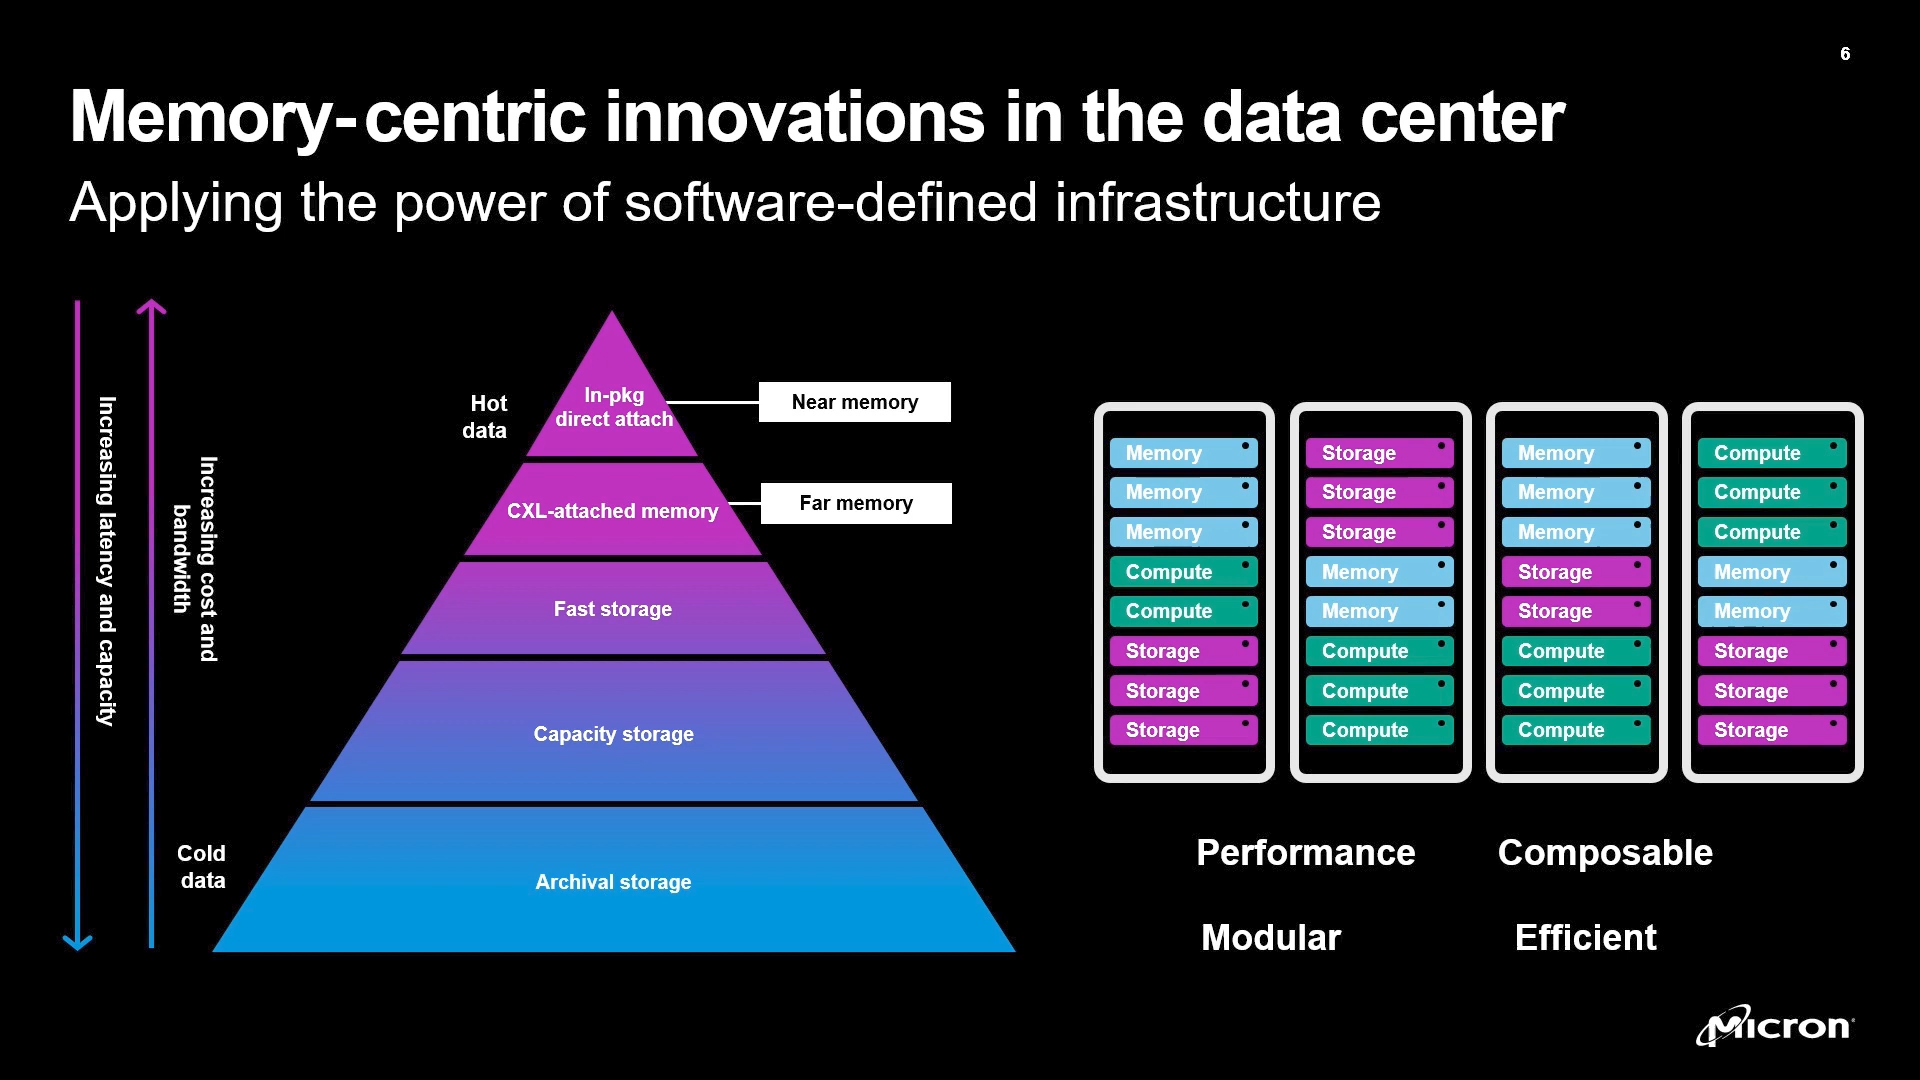 6
Memory-centric innovations in the data center
Applying the power of software-defined infrastructure
Increasing latency and capacity
Increasing cost and
bandwidth
Hot
data
Cold
data
In-pkg
direct attach
Near memory
CXL-attached memory
Far memory
Fast storage
Capacity storage
Archival storage
Memory
Memory
Memory
Compute
Compute
Storage
Storage
Storage
Storage
Storage
Storage
Memory
Memory
Compute
Compute
Compute
Memory
Memory
Memory
Storage
Storage
Compute
Compute
Compute
Compute
Compute
Compute
Memory
Memory
Storage
Storage
Storage
Performance
Composable
Modular
Efficient
Micron